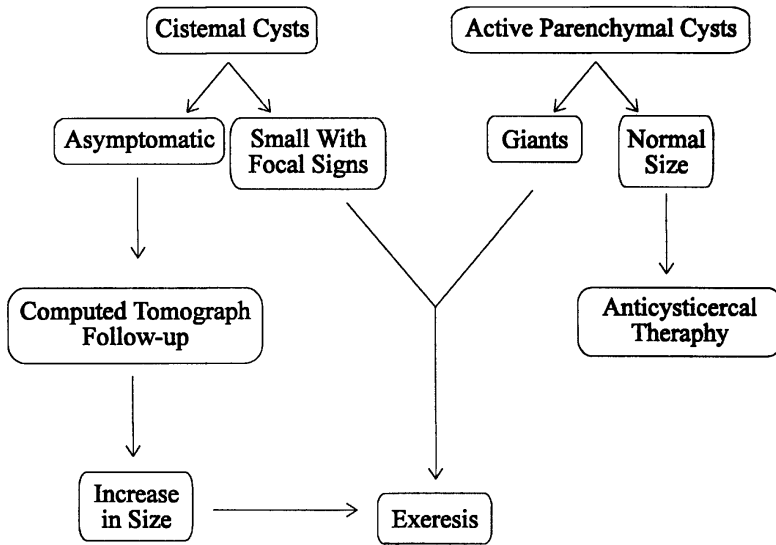 Cistemal Cysts
Active Parenchymal Cysts
Asymptomatic
Small With
Focal Signs
Giants
Normal
Size
Computed Tomograph
Follow-up
Anticysticercal
Theraphy
Increase
in Size
Exeresis